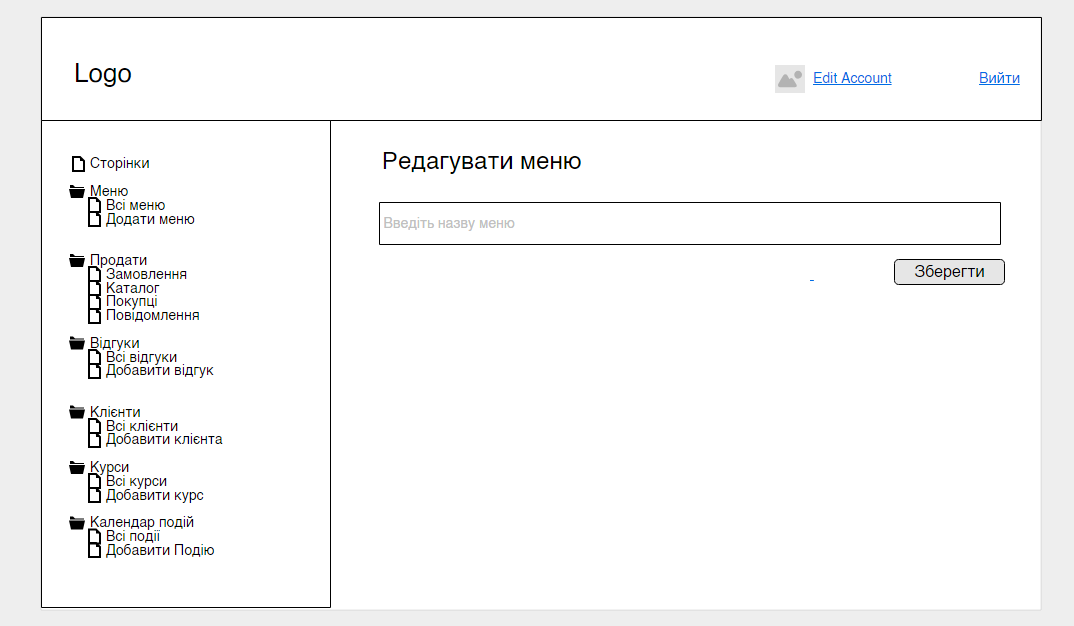 Logo
Edit Account
Вийти
Сторінки
Меню
Всі меню
Додати меню
Продати
Замовлення
Каталог
Покупці
Повідомлення
Відгуки
Всі відгуки
Добавити відгук
Клієнти
Всі клієнти
Добавити клієнта
Курси
Всі курси
Добавити курс
Календар подій
Всі події
Добавити Подію
Редагувати меню
Введіть назву меню
Зберегти